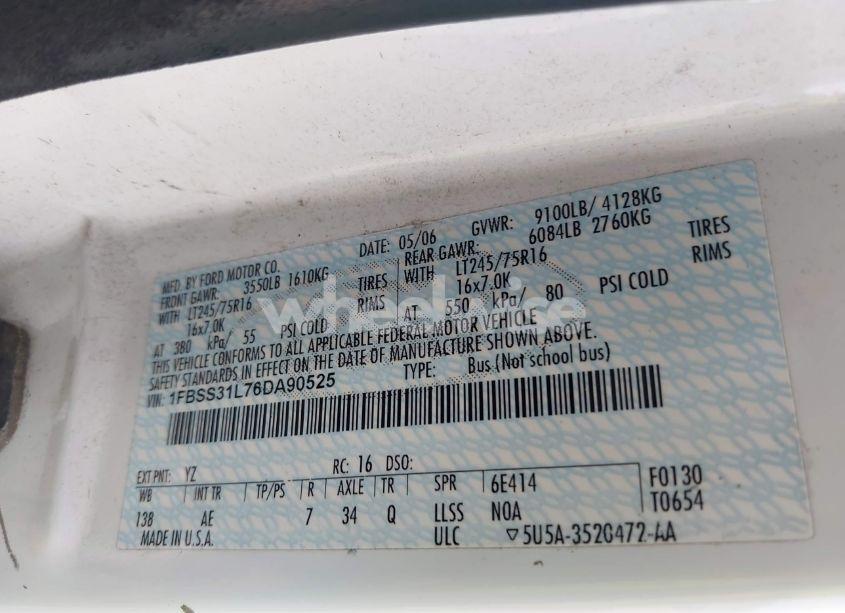 MFD. BY FORD MOTOR CO. DATE: 05/06 GVWR: 9100LB/ 4128KG
FRONT GAWR: 3550LB 1610KG REAR GAWR: 6084LB 2760KG
WITH LT245/75R16 TIRES WITH LT245/75R16 TIRES
16x7.0K RIMS 16x7.0K RIMS
AT 380 kPa/ 55 PSI COLD AT 550 kPa/ 80 PSI COLD
THIS VEHICLE CONFORMS TO ALL APPLICABLE FEDERAL MOTOR VEHICLE
SAFETY STANDARDS IN EFFECT ON THE DATE OF MANUFACTURE SHOWN ABOVE.
VIN: 1FBSS31L76DA90525 TYPE: Bus (Not school bus)
EXT PNT: YZ RC: 16 DSO:
WB INT TR TP/PS R AXLE TR SPR 6E414 F0130
138 AE 7 34 Q LLSS NOA T0654
MADE IN U.S.A. ULC ▽5U5A-3520472-AA